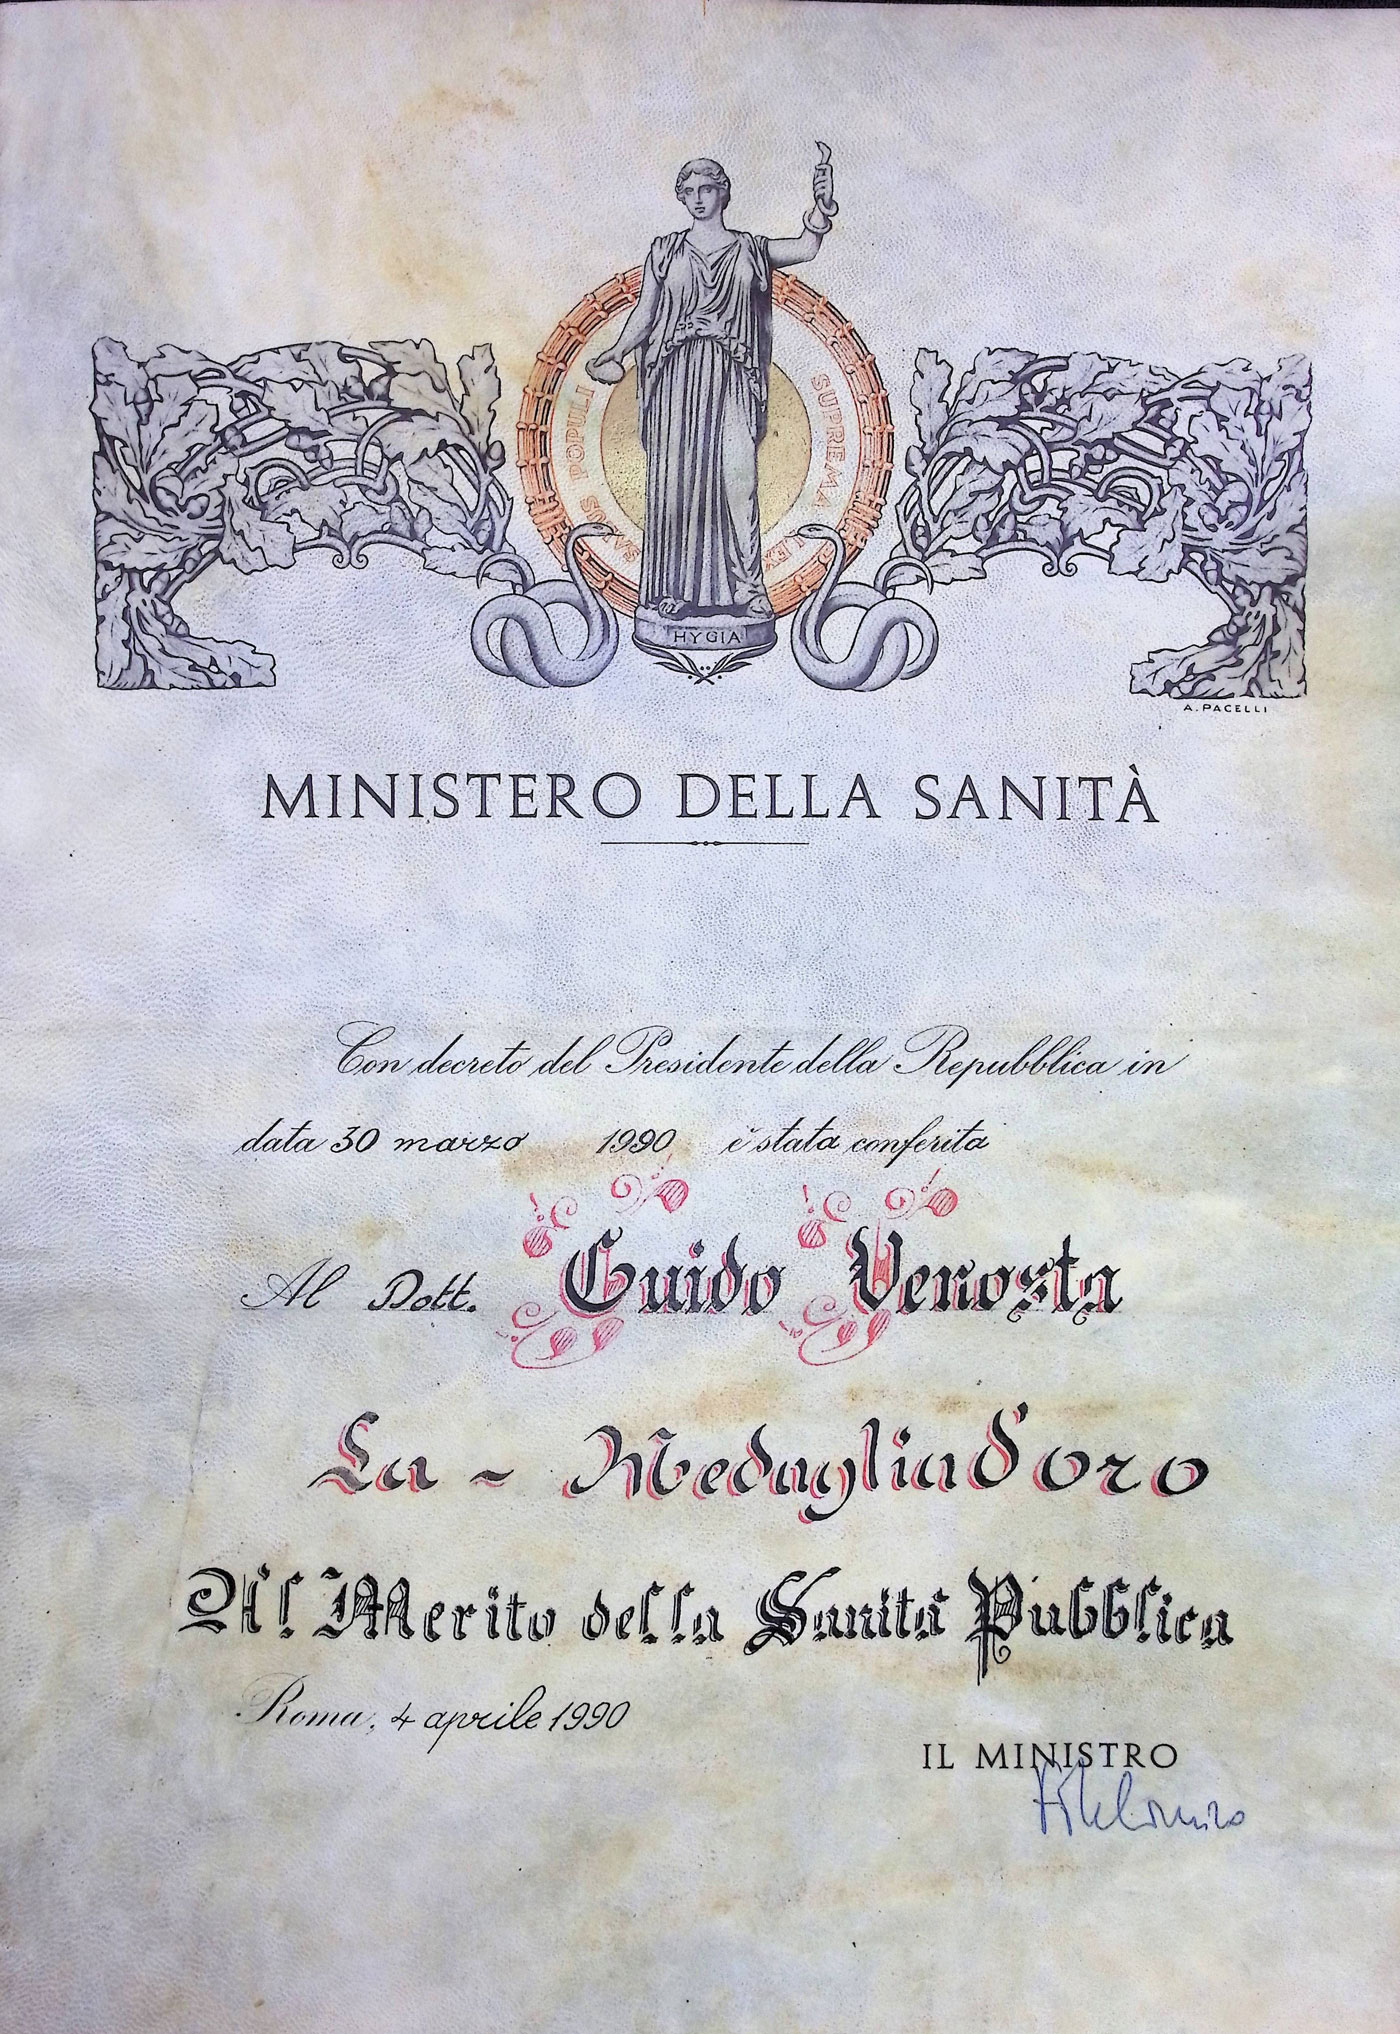 SALUS POPULI SUPREMA LEX
HYGIA
A. PACELLI
MINISTERO DELLA SANITÀ
Con decreto del Presidente della Repubblica in
data 30 marzo 1990 è stata conferita
Al Dott. Guido Venosta
La - Medaglia d'oro
Al Merito della Sanità Pubblica
Roma, 4 aprile 1990
IL MINISTRO